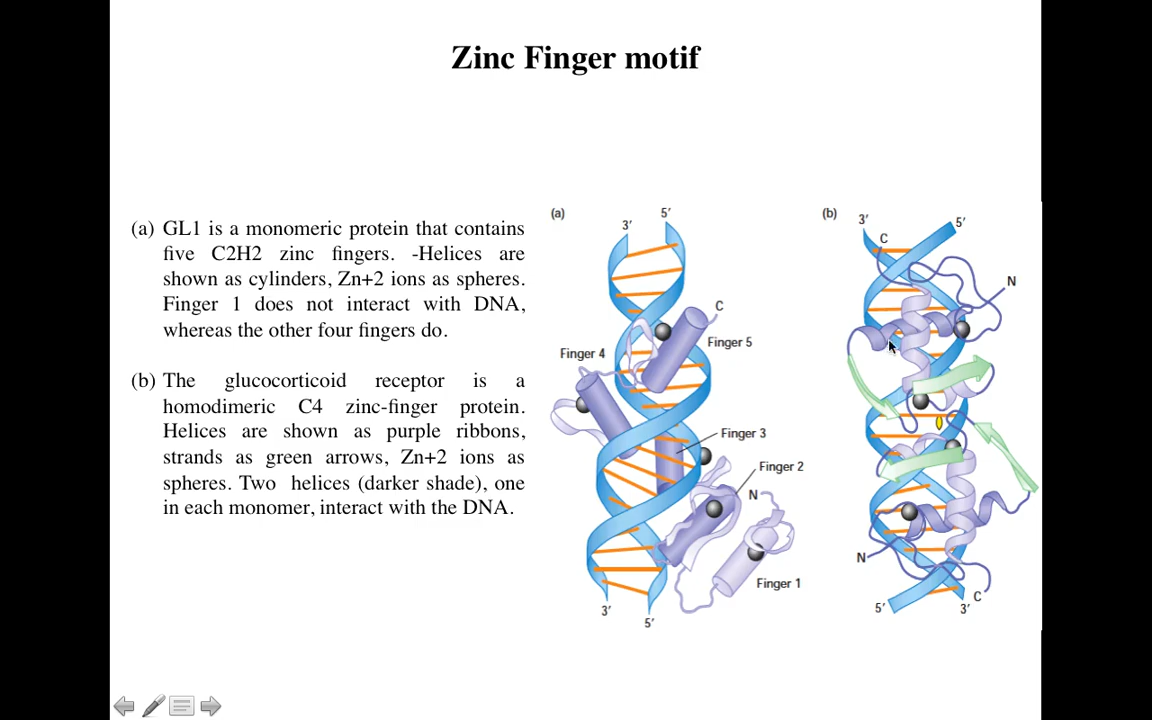 Zinc Finger motif
(a) GL1 is a monomeric protein that contains
five C2H2 zinc fingers. -Helices are
shown as cylinders, Zn+2 ions as spheres.
Finger 1 does not interact with DNA,
whereas the other four fingers do.
(b) The glucocorticoid receptor is a
homodimeric C4 zinc-finger protein.
Helices are shown as purple ribbons,
strands as green arrows, Zn+2 ions as
spheres. Two helices (darker shade), one
in each monomer, interact with the DNA.
(a)
3′
5′
C
Finger 5
Finger 4
Finger 3
Finger 2
N
Finger 1
3′
5′
(b)
3′
5′
C
N
N
C
5′
3′